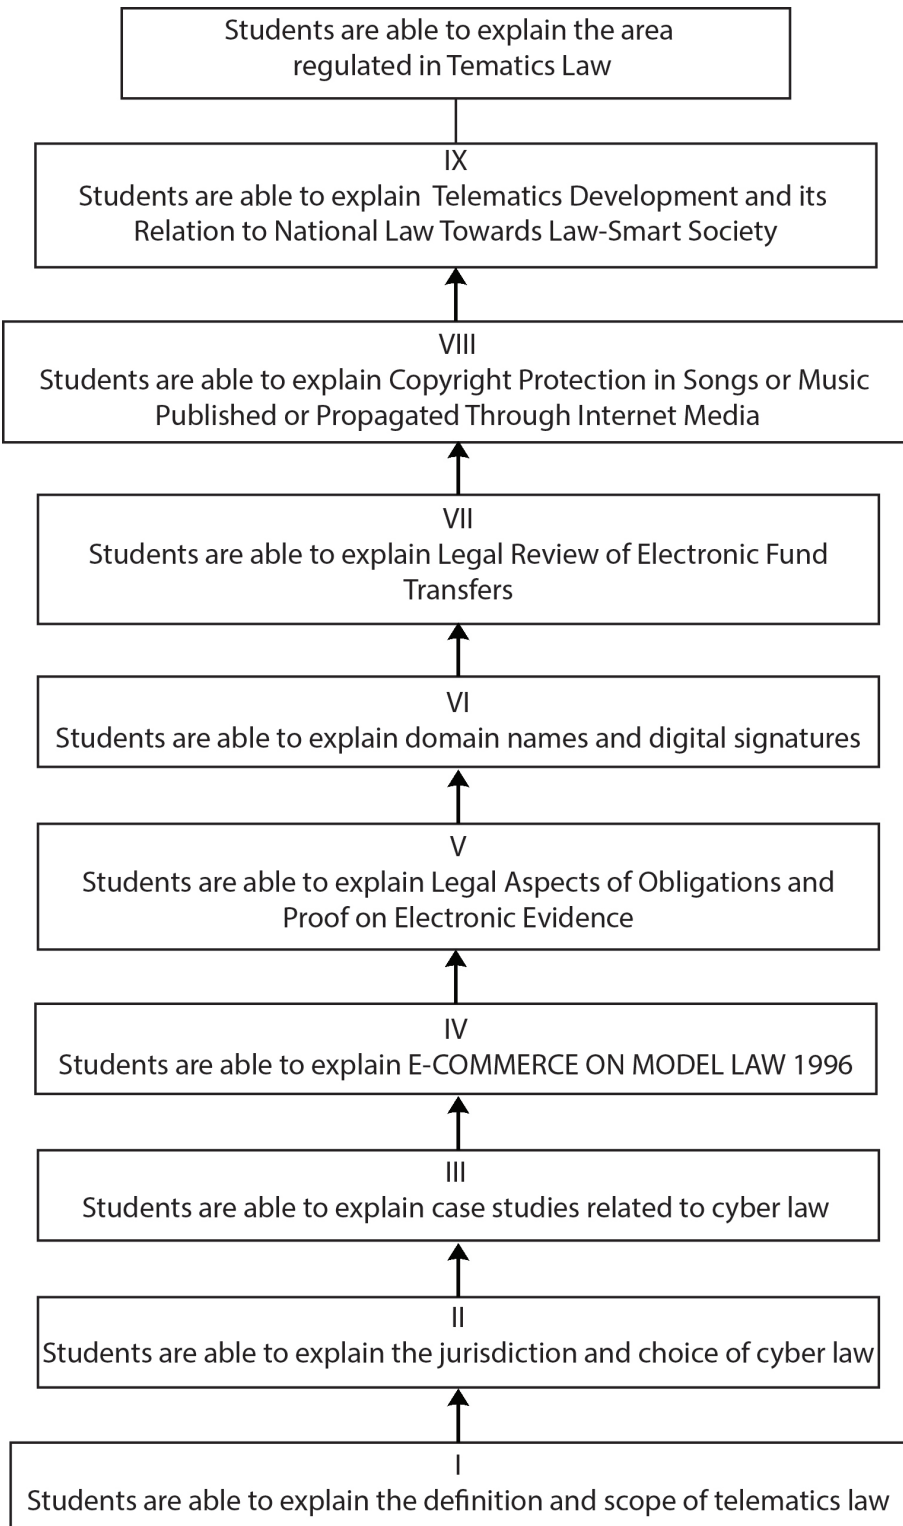 Students are able to explain the area
regulated in Tematics Law
IX
Students are able to explain Telematics Development and its
Relation to National Law Towards Law-Smart Society
VIII
Students are able to explain Copyright Protection in Songs or Music
Published or Propagated Through Internet Media
VII
Students are able to explain Legal Review of Electronic Fund
Transfers
VI
Students are able to explain domain names and digital signatures
V
Students are able to explain Legal Aspects of Obligations and
Proof on Electronic Evidence
IV
Students are able to explain E-COMMERCE ON MODEL LAW 1996
III
Students are able to explain case studies related to cyber law
II
Students are able to explain the jurisdiction and choice of cyber law
I
Students are able to explain the definition and scope of telematics law